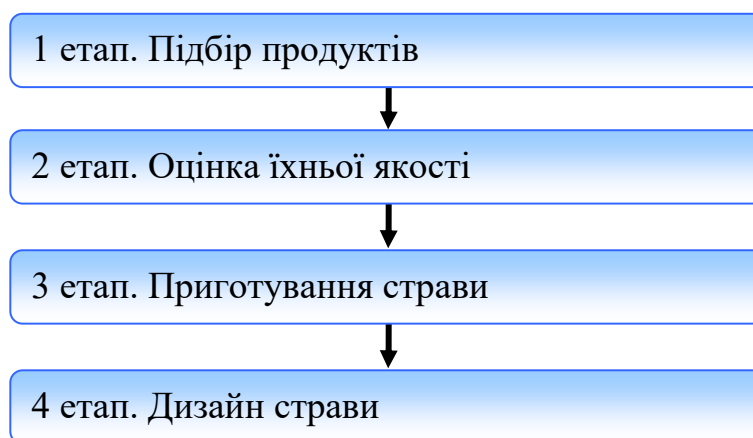 1 етап. Підбір продуктів
2 етап. Оцінка їхньої якості
3 етап. Приготування страви
4 етап. Дизайн страви